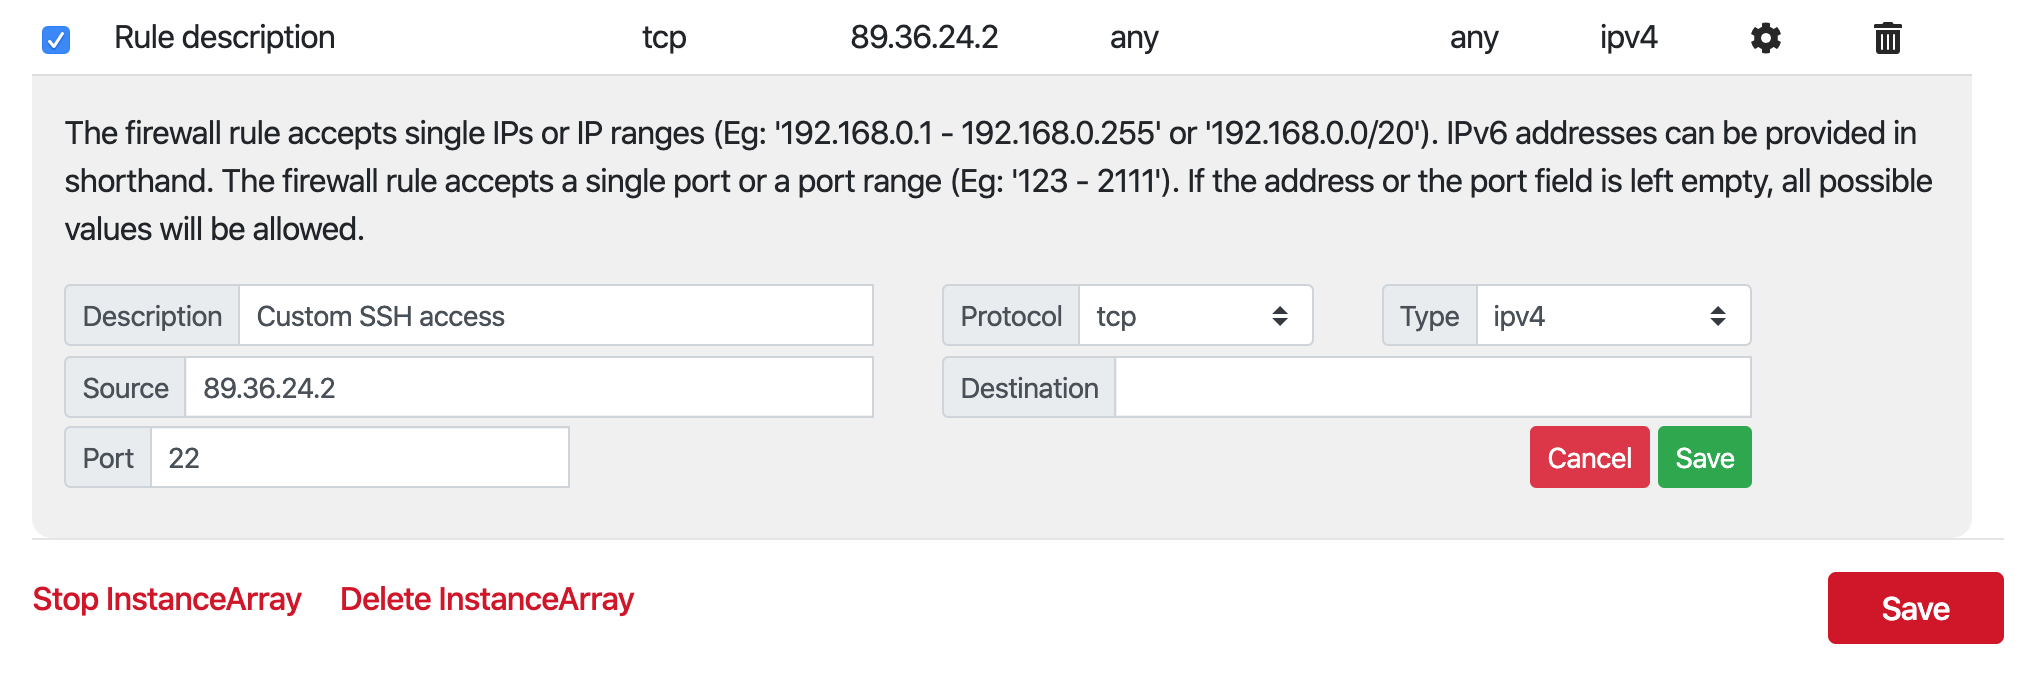 Rule description tcp 89.36.24.2 any any ipv4
The firewall rule accepts single IPs or IP ranges (Eg: '192.168.0.1 - 192.168.0.255' or '192.168.0.0/20'). IPv6 addresses can be provided in
shorthand. The firewall rule accepts a single port or a port range (Eg: '123 - 2111'). If the address or the port field is left empty, all possible
values will be allowed.
Description Custom SSH access Protocol tcp Type ipv4
Source 89.36.24.2 Destination
Port 22 Cancel Save
Stop InstanceArray Delete InstanceArray Save